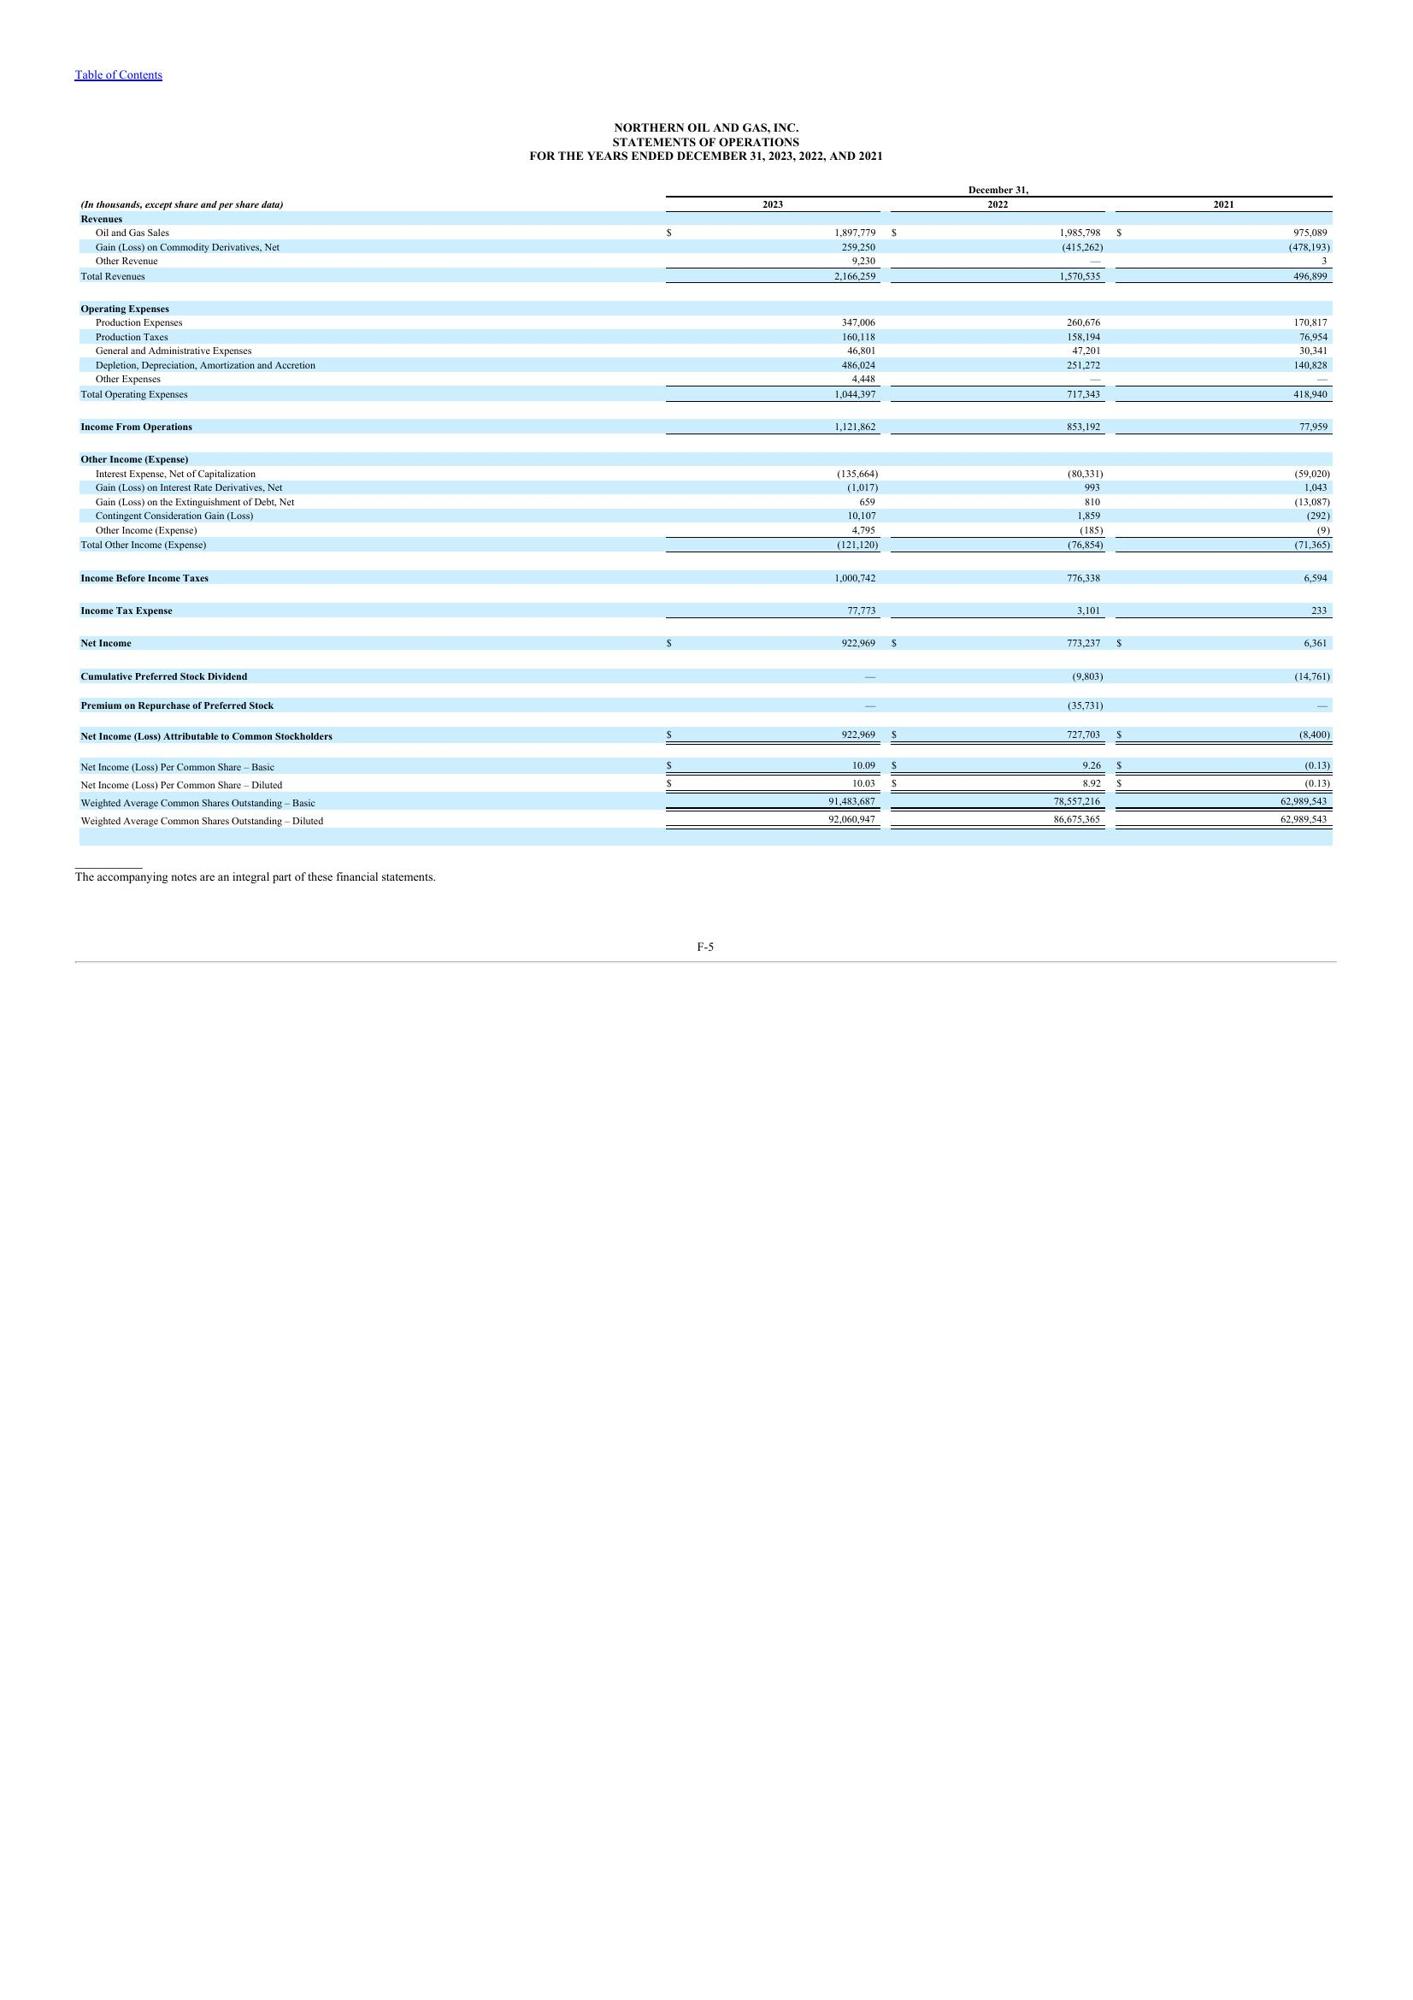 Table of Contents
NORTHERN OIL AND GAS, INC.
STATEMENTS OF OPERATIONS
FOR THE YEARS ENDED DECEMBER 31, 2023, 2022, AND 2021
December 31,
(In thousands, except share and per share data) 2023 2022 2021
Revenues
Oil and Gas Sales $ 1,897,779 $ 1,985,798 $ 975,089
Gain (Loss) on Commodity Derivatives, Net 259,250 (415,262) (478,193)
Other Revenue 9,230 — 3
Total Revenues 2,166,259 1,570,535 496,899
Operating Expenses
Production Expenses 347,006 260,676 170,817
Production Taxes 160,118 158,194 76,954
General and Administrative Expenses 46,801 47,201 30,341
Depletion, Depreciation, Amortization and Accretion 486,024 251,272 140,828
Other Expenses 4,448 — —
Total Operating Expenses 1,044,397 717,343 418,940
Income From Operations 1,121,862 853,192 77,959
Other Income (Expense)
Interest Expense, Net of Capitalization (135,664) (80,331) (59,020)
Gain (Loss) on Interest Rate Derivatives, Net (1,017) 993 1,043
Gain (Loss) on the Extinguishment of Debt, Net 659 810 (13,087)
Contingent Consideration Gain (Loss) 10,107 1,859 (292)
Other Income (Expense) 4,795 (185) (9)
Total Other Income (Expense) (121,120) (76,854) (71,365)
Income Before Income Taxes 1,000,742 776,338 6,594
Income Tax Expense 77,773 3,101 233
Net Income $ 922,969 $ 773,237 $ 6,361
Cumulative Preferred Stock Dividend — (9,803) (14,761)
Premium on Repurchase of Preferred Stock — (35,731) —
Net Income (Loss) Attributable to Common Stockholders $ 922,969 $ 727,703 $ (8,400)
Net Income (Loss) Per Common Share – Basic $ 10.09 $ 9.26 $ (0.13)
Net Income (Loss) Per Common Share – Diluted $ 10.03 $ 8.92 $ (0.13)
Weighted Average Common Shares Outstanding – Basic 91,483,687 78,557,216 62,989,543
Weighted Average Common Shares Outstanding – Diluted 92,060,947 86,675,365 62,989,543
The accompanying notes are an integral part of these financial statements.
F-5